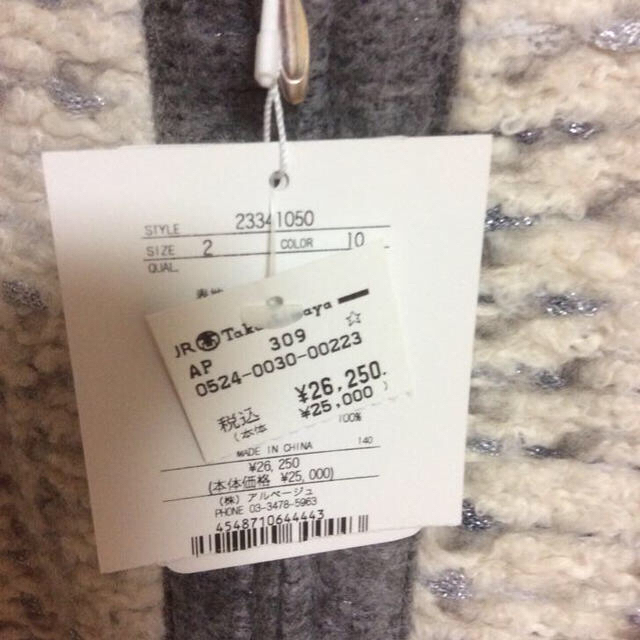 STYLE 23341050
SIZE 2 COLOR 10
QUAL.
JR Taka aya
AP 309 ☆
0524-0030-00223
¥26,250.
税込 ¥25,000 )
(本体
100%
MADE IN CHINA 140
¥26,250
(本体価格 ¥25,000)
(株) アルページュ
PHONE 03-3478-5963
4548710644443